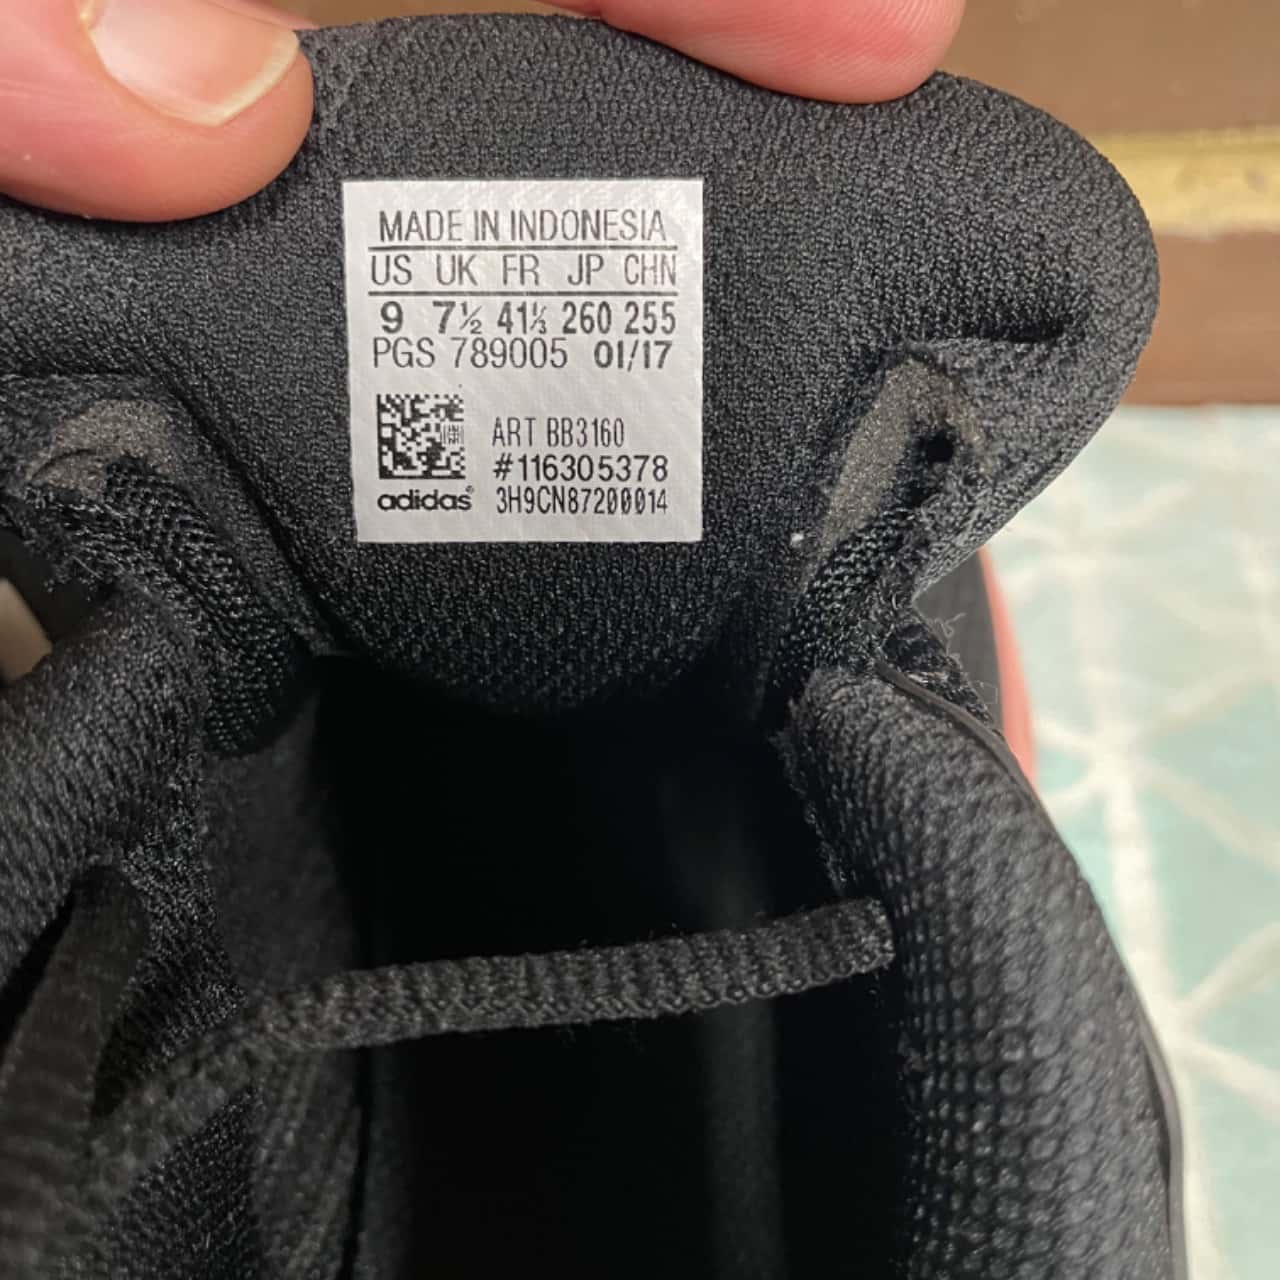 MADE IN INDONESIA
US UK FR JP CHN
9 7½ 41⅓ 260 255
PGS 789005 01/17
ART BB3160
#116305378
adidas® 3H9CN87200014